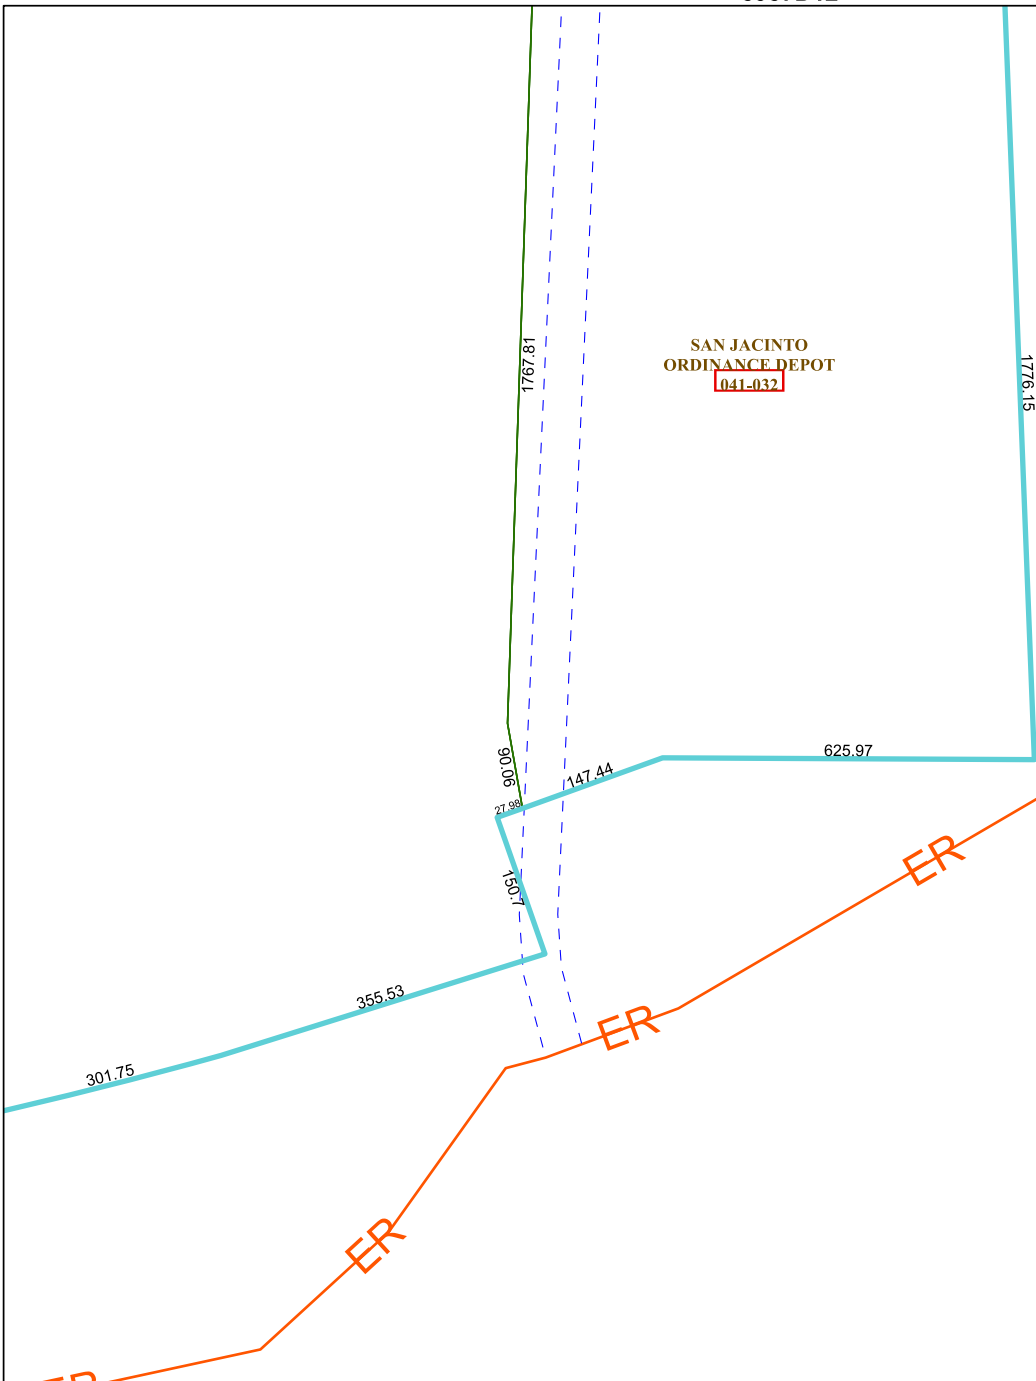 1767.81
SAN JACINTO
ORDINANCE DEPOT
041-032
1776.15
90.06
625.97
147.44
27.98
150.7
355.53
301.75
ER
ER
ER
ER